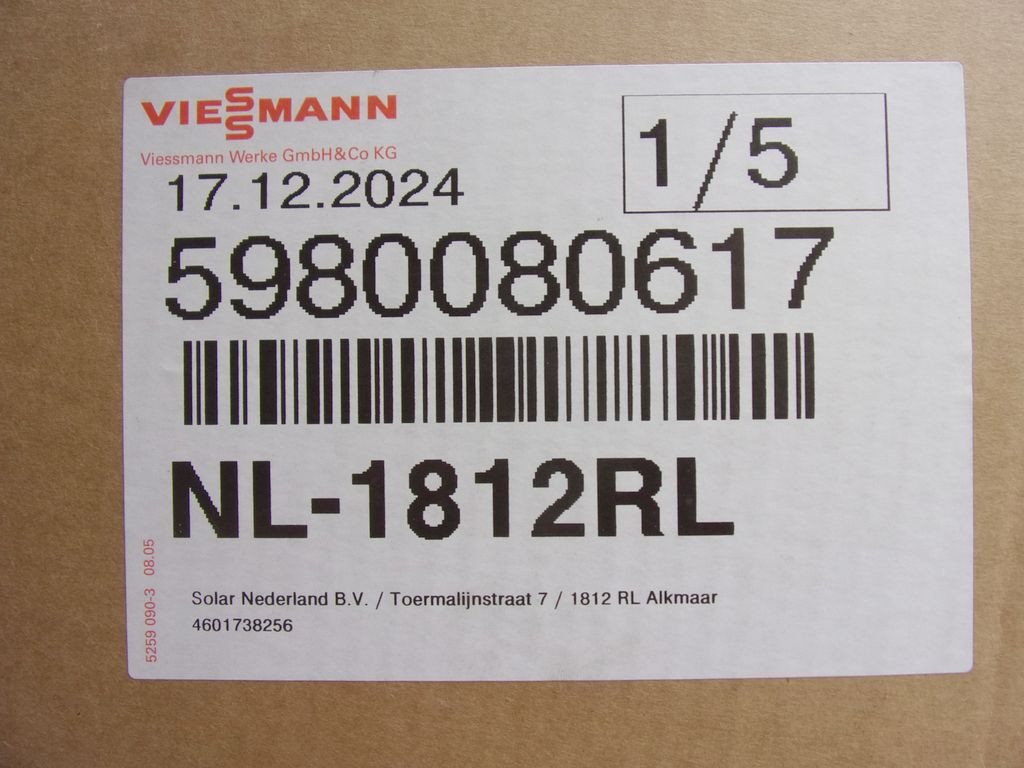 VIESSMANN
Viessmann Werke GmbH&Co KG
17.12.2024
1/5
5980080617
NL-1812RL
Solar Nederland B.V. / Toermalijnstraat 7 / 1812 RL Alkmaar
4601738256
5259 090-3 08.05